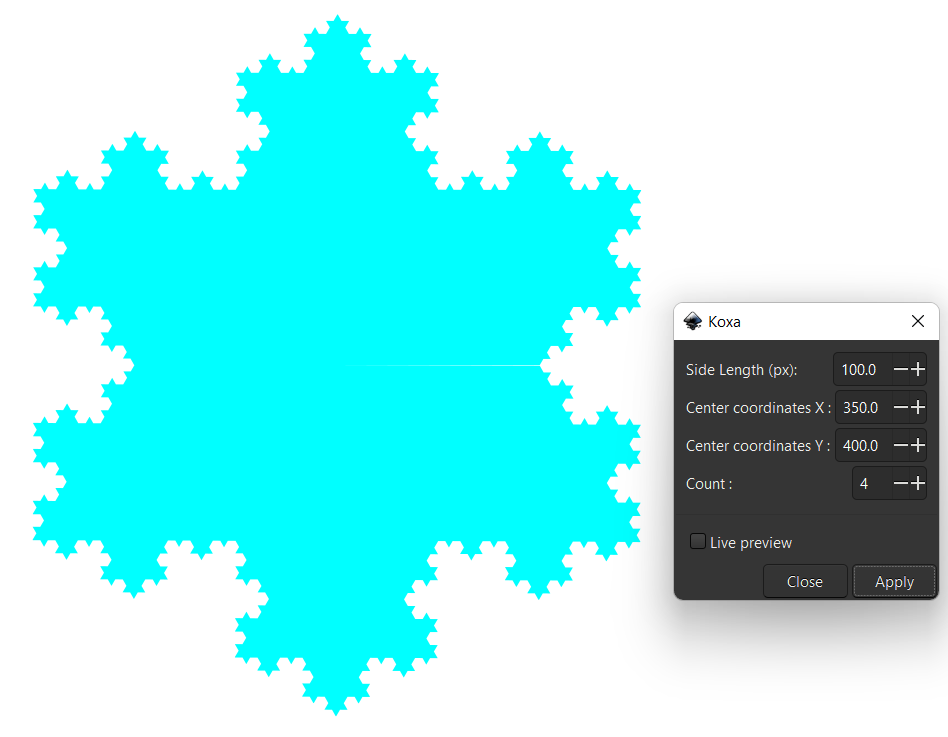 Koxa
Side Length (px): 100.0
Center coordinates X : 350.0
Center coordinates Y : 400.0
Count : 4
Live preview
Close Apply